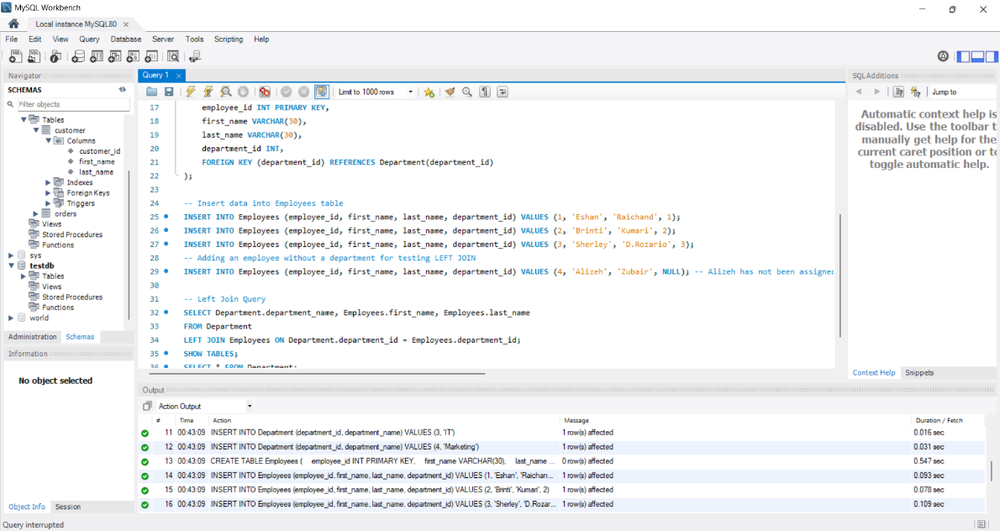 MySQL Workbench
Local instance MySQL80
File Edit View Query Database Server Tools Scripting Help
Navigator
SCHEMAS
Filter objects
Tables
customer
Columns
customer_id
first_name
last_name
Indexes
Foreign Keys
Triggers
orders
Views
Stored Procedures
Functions
sys
testdb
Tables
Views
Stored Procedures
Functions
world
Administration Schemas
Information
No object selected
Object Info Session
Query interrupted
Query 1
Limit to 1000 rows
17 employee_id INT PRIMARY KEY,
18 first_name VARCHAR(30),
19 last_name VARCHAR(30),
20 department_id INT,
21 FOREIGN KEY (department_id) REFERENCES Department(department_id)
22 );
23
24 -- Insert data into Employees table
25 INSERT INTO Employees (employee_id, first_name, last_name, department_id) VALUES (1, 'Eshan', 'Raichand', 1);
26 INSERT INTO Employees (employee_id, first_name, last_name, department_id) VALUES (2, 'Brinti', 'Kumari', 2);
27 INSERT INTO Employees (employee_id, first_name, last_name, department_id) VALUES (3, 'Sherley', 'D.Rozario', 3);
28 -- Adding an employee without a department for testing LEFT JOIN
29 INSERT INTO Employees (employee_id, first_name, last_name, department_id) VALUES (4, 'Alizeh', 'Zubair', NULL); -- Alizeh has not been assigned
30
31 -- Left Join Query
32 SELECT Department.department_name, Employees.first_name, Employees.last_name
33 FROM Department
34 LEFT JOIN Employees ON Department.department_id = Employees.department_id;
35 SHOW TABLES;
36 SELECT * FROM Department;
SQLAdditions
Jump to
Automatic context help is
disabled. Use the toolbar t
manually get help for the
current caret position or to
toggle automatic help.
Context Help Snippets
Output
Action Output
# Time Action Message Duration / Fetch
11 00:43:09 INSERT INTO Department (department_id, department_name) VALUES (3, 'IT') 1 row(s) affected 0.016 sec
12 00:43:09 INSERT INTO Department (department_id, department_name) VALUES (4, 'Marketing') 1 row(s) affected 0.031 sec
13 00:43:09 CREATE TABLE Employees ( employee_id INT PRIMARY KEY, first_name VARCHAR(30), last_name ... 0 row(s) affected 0.547 sec
14 00:43:09 INSERT INTO Employees (employee_id, first_name, last_name, department_id) VALUES (1, 'Eshan', 'Raichan... 1 row(s) affected 0.093 sec
15 00:43:09 INSERT INTO Employees (employee_id, first_name, last_name, department_id) VALUES (2, 'Brinti', 'Kumari', 2) 1 row(s) affected 0.078 sec
16 00:43:09 INSERT INTO Employees (employee_id, first_name, last_name, department_id) VALUES (3, 'Sherley', 'D.Rozar... 1 row(s) affected 0.109 sec